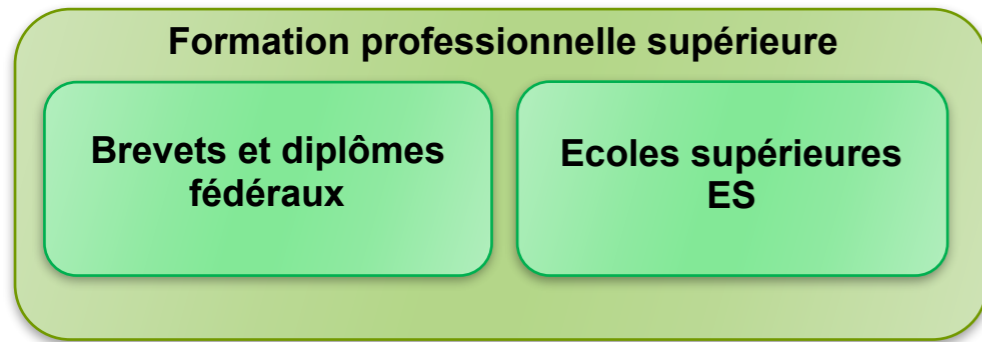 Formation professionnelle supérieure
Brevets et diplômes
fédéraux
Ecoles supérieures
ES